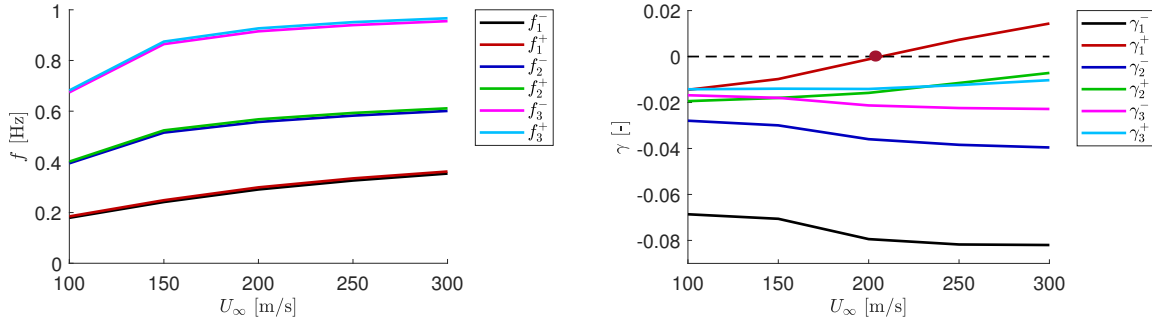 1
0.8
0.6
0.4
0.2
0
f [Hz]
100 150 200 250 300
U∞ [m/s]
f₁⁻
f₁⁺
f₂⁻
f₂⁺
f₃⁻
f₃⁺
0.02
0
-0.02
-0.04
-0.06
-0.08
γ [-]
100 150 200 250 300
U∞ [m/s]
γ₁⁻
γ₁⁺
γ₂⁻
γ₂⁺
γ₃⁻
γ₃⁺